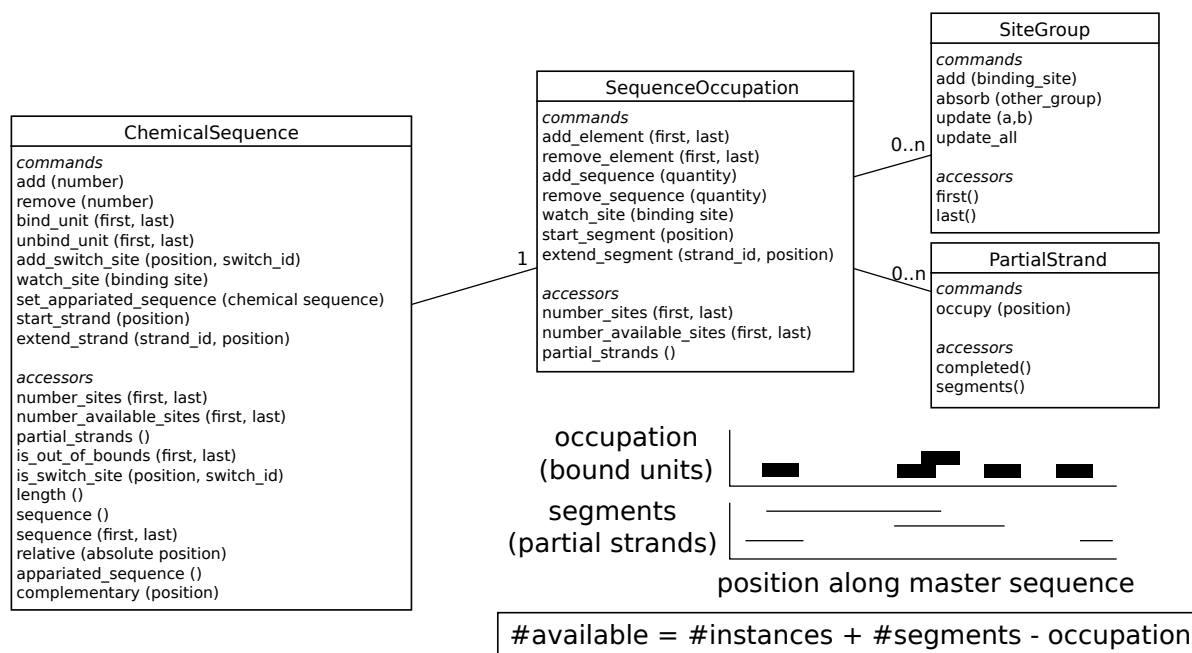 ChemicalSequence
commands
add (number)
remove (number)
bind_unit (first, last)
unbind_unit (first, last)
add_switch_site (position, switch_id)
watch_site (binding site)
set_appariated_sequence (chemical sequence)
start_strand (position)
extend_strand (strand_id, position)
accessors
number_sites (first, last)
number_available_sites (first, last)
partial_strands ()
is_out_of_bounds (first, last)
is_switch_site (position, switch_id)
length ()
sequence ()
sequence (first, last)
relative (absolute position)
appariated_sequence ()
complementary (position)
1
SequenceOccupation
commands
add_element (first, last)
remove_element (first, last)
add_sequence (quantity)
remove_sequence (quantity)
watch_site (binding site)
start_segment (position)
extend_segment (strand_id, position)
accessors
number_sites (first, last)
number_available_sites (first, last)
partial_strands ()
0..n
SiteGroup
commands
add (binding_site)
absorb (other_group)
update (a,b)
update_all
accessors
first()
last()
0..n
PartialStrand
commands
occupy (position)
accessors
completed()
segments()
occupation
(bound units)
segments
(partial strands)
position along master sequence
#available = #instances + #segments - occupation